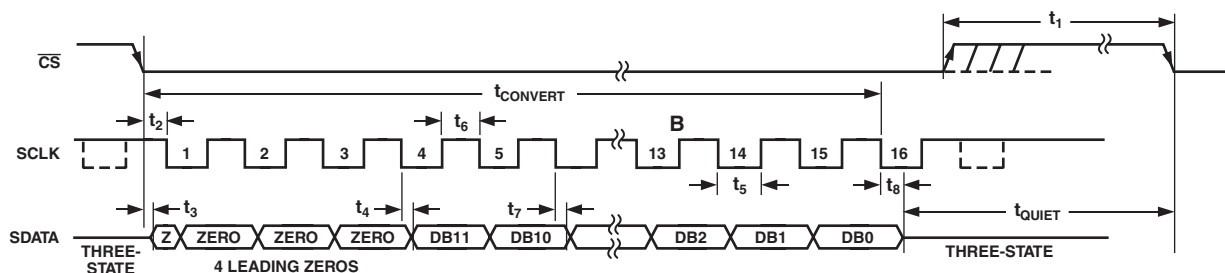 t1
CS
tCONVERT
t2
t6
B
SCLK
1
2
3
4
5
13
14
15
16
t5
t8
t3
t4
t7
tQUIET
SDATA
Z
ZERO
ZERO
ZERO
DB11
DB10
DB2
DB1
DB0
THREE-
STATE
4 LEADING ZEROS
THREE-STATE